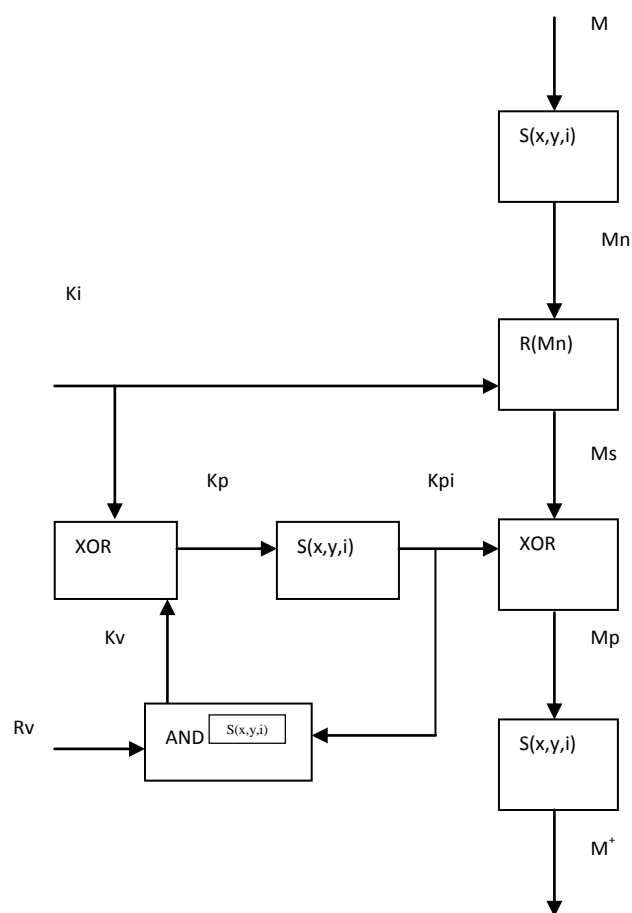 M
S(x,y,i)
Mn
Ki
R(Mn)
Ms
Kp
Kpi
XOR
S(x,y,i)
XOR
Kv
Mp
Rv
AND S(x,y,i)
S(x,y,i)
M+